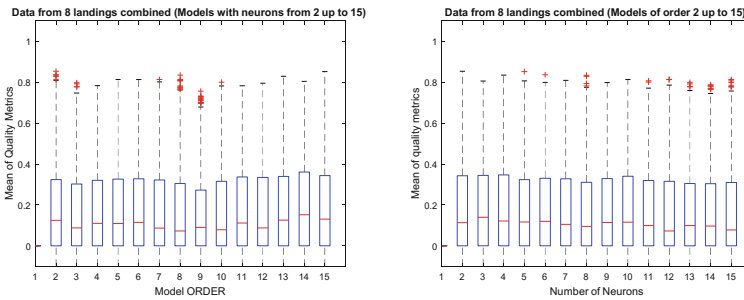 Data from 8 landings combined (Models with neurons from 2 up to 15)
1
0.8
0.6
0.4
0.2
0
Mean of Quality Metrics
1 2 3 4 5 6 7 8 9 10 11 12 13 14 15
Model ORDER
Data from 8 landings combined (Models of order 2 up to 15)
1
0.8
0.6
0.4
0.2
0
Mean of quality metrics
1 2 3 4 5 6 7 8 9 10 11 12 13 14 15
Number of Neurons